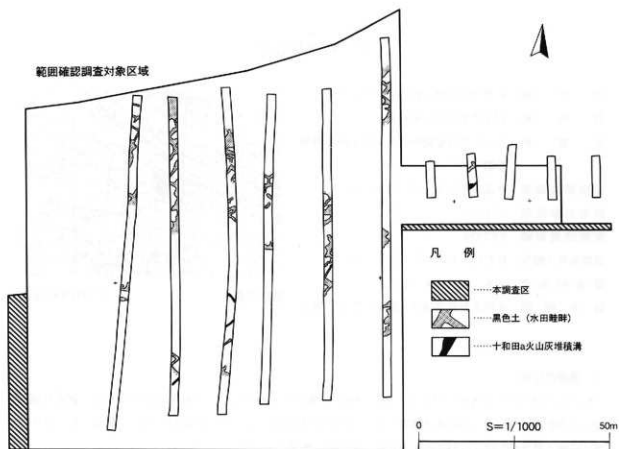 範囲確認調査対象区域
凡 例
……本調査区
……黒色土（水田畦畔）
……十和田a火山灰堆積溝
0 S=1/1000 50m